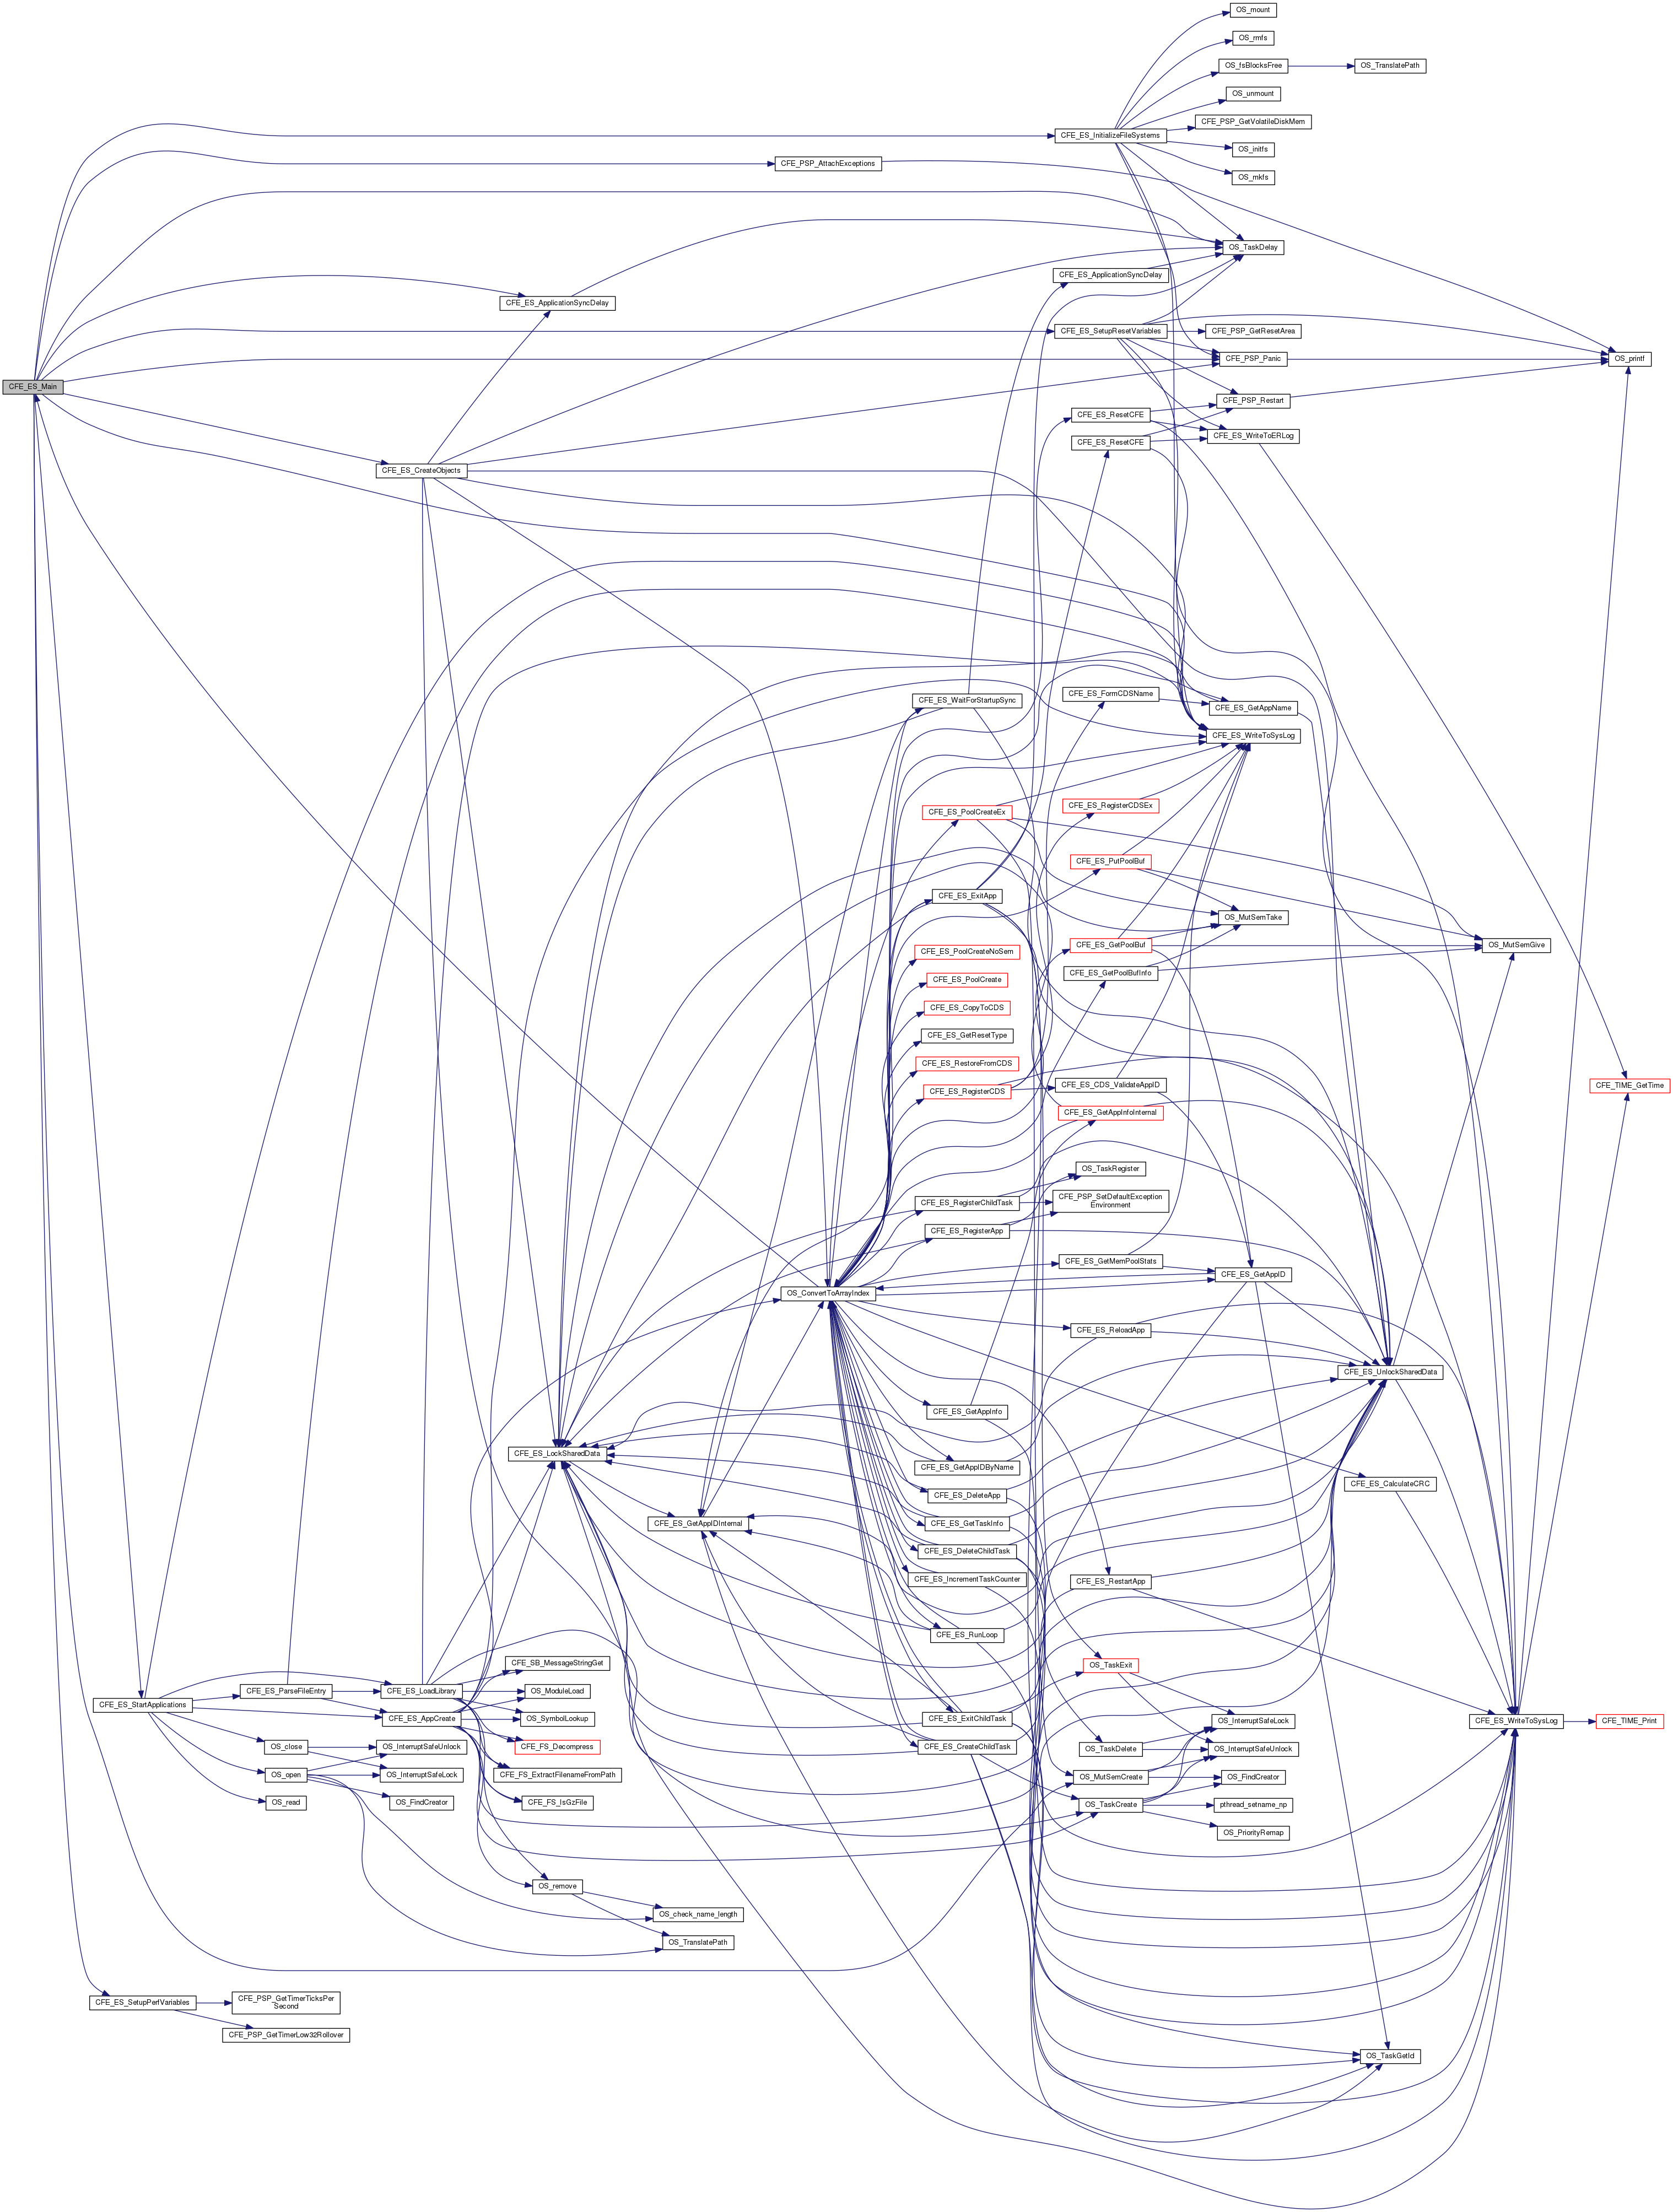 OS_mount
OS_rmfs
OS_fsBlocksFree
OS_TranslatePath
OS_unmount
CFE_PSP_GetVolatileDiskMem
CFE_ES_InitializeFileSystems
OS_initfs
CFE_PSP_AttachExceptions
OS_mkfs
OS_TaskDelay
CFE_ES_ApplicationSyncDelay
CFE_ES_ApplicationSyncDelay
CFE_ES_SetupResetVariables
CFE_PSP_GetResetArea
CFE_PSP_Panic
OS_printf
CFE_ES_Main
CFE_PSP_Restart
CFE_ES_ResetCFE
CFE_ES_WriteToERLog
CFE_ES_ResetCFE
CFE_ES_CreateObjects
CFE_ES_FormCDSName
CFE_ES_WaitForStartupSync
CFE_ES_GetAppName
CFE_ES_WriteToSysLog
CFE_ES_RegisterCDSEx
CFE_ES_PoolCreateEx
CFE_ES_PutPoolBuf
CFE_ES_ExitApp
OS_MutSemTake
CFE_ES_GetPoolBuf
OS_MutSemGive
CFE_ES_PoolCreateNoSem
CFE_ES_GetPoolBufInfo
CFE_ES_PoolCreate
CFE_ES_CopyToCDS
CFE_ES_GetResetType
CFE_ES_RestoreFromCDS
CFE_ES_CDS_ValidateAppID
CFE_TIME_GetTime
CFE_ES_RegisterCDS
CFE_ES_GetAppInfoInternal
OS_TaskRegister
CFE_ES_RegisterChildTask
CFE_PSP_SetDefaultException
Environment
CFE_ES_RegisterApp
CFE_ES_GetMemPoolStats
CFE_ES_GetAppID
OS_ConvertToArrayIndex
CFE_ES_ReloadApp
CFE_ES_UnlockSharedData
CFE_ES_GetAppInfo
CFE_ES_LockSharedData
CFE_ES_GetAppIDByName
CFE_ES_CalculateCRC
CFE_ES_DeleteApp
CFE_ES_GetAppIDInternal
CFE_ES_GetTaskInfo
CFE_ES_DeleteChildTask
CFE_ES_IncrementTaskCounter
CFE_ES_RestartApp
CFE_ES_RunLoop
CFE_SB_MessageStringGet
OS_TaskExit
CFE_ES_ParseFileEntry
CFE_ES_LoadLibrary
OS_ModuleLoad
CFE_ES_StartApplications
CFE_ES_AppCreate
OS_SymbolLookup
CFE_ES_ExitChildTask
OS_InterruptSafeLock
CFE_ES_WriteToSysLog
CFE_TIME_Print
OS_close
OS_InterruptSafeUnlock
CFE_FS_Decompress
CFE_ES_CreateChildTask
OS_TaskDelete
OS_InterruptSafeUnlock
OS_open
OS_InterruptSafeLock
CFE_FS_ExtractFilenameFromPath
OS_MutSemCreate
OS_FindCreator
OS_read
OS_FindCreator
CFE_FS_IsGzFile
OS_TaskCreate
pthread_setname_np
OS_PriorityRemap
OS_remove
OS_check_name_length
OS_TranslatePath
CFE_ES_SetupPerfVariables
CFE_PSP_GetTimerTicksPer
Second
CFE_PSP_GetTimerLow32Rollover
OS_TaskGetId